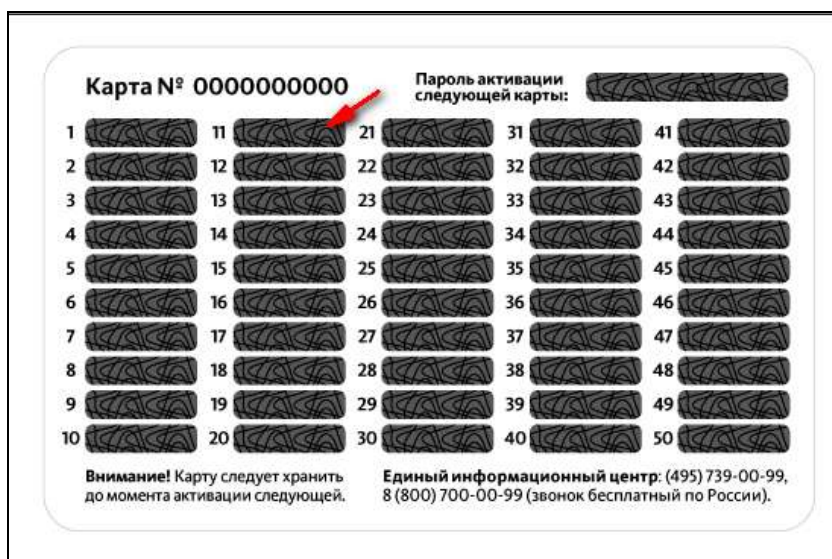 Карта № 0000000000
Пароль активации
следующей карты:
1 11 21 31 41
2 12 22 32 42
3 13 23 33 43
4 14 24 34 44
5 15 25 35 45
6 16 26 36 46
7 17 27 37 47
8 18 28 38 48
9 19 29 39 49
10 20 30 40 50
Внимание! Карту следует хранить
до момента активации следующей.
Единый информационный центр: (495) 739-00-99,
8 (800) 700-00-99 (звонок бесплатный по России).